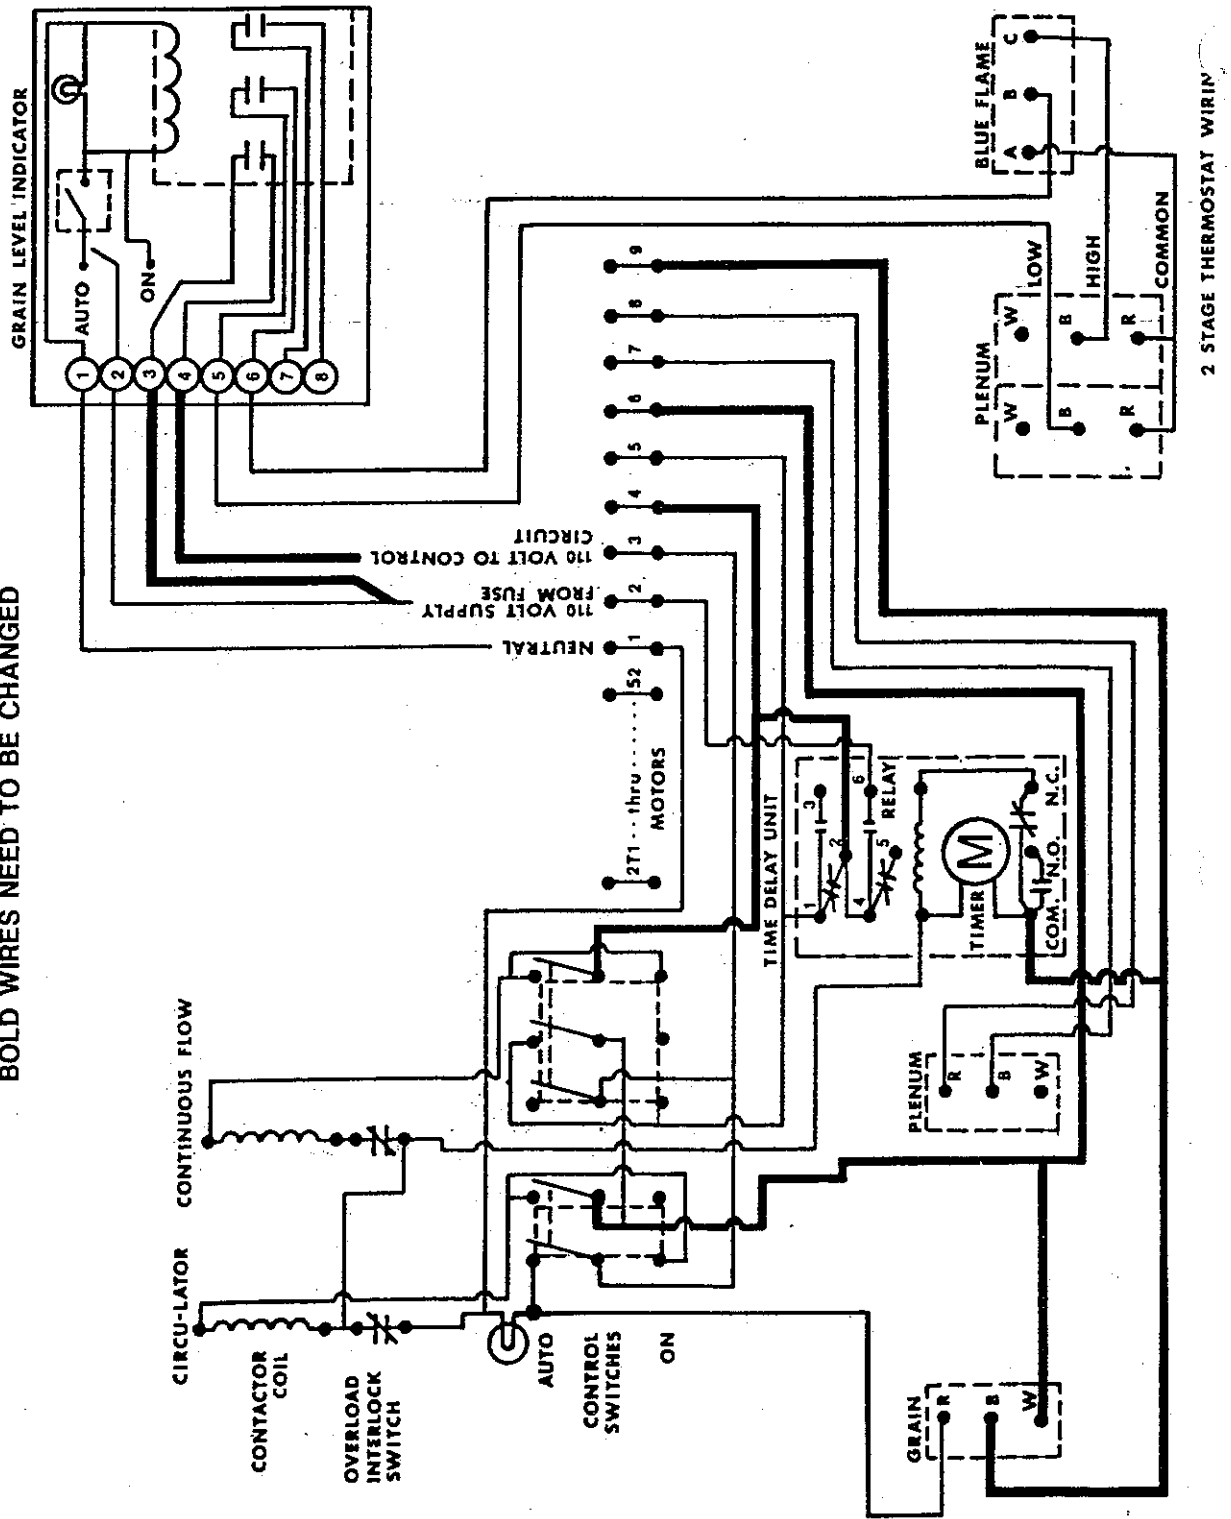 BOLD WIRES NEED TO BE CHANGED
GRAIN LEVEL INDICATOR
AUTO
ON
1
2
3
4
5
6
7
8
BLUE FLAME
A
B
C
PLENUM
W
B
R
W
B
R
LOW
HIGH
COMMON
2 STAGE THERMOSTAT WIRIN
110 VOLT TO CONTROL
CIRCUIT
110 VOLT SUPPLY
FROM FUSE
NEUTRAL
1
2
3
4
5
6
7
8
9
2T1..thru......S2
MOTORS
TIME DELAY UNIT
1
2
3
4
5
6
RELAY
TIMER
M
COM.
N.O.
N.C.
PLENUM
R
B
W
CONTINUOUS FLOW
CIRCU-LATOR
CONTACTOR
COIL
OVERLOAD
INTERLOCK
SWITCH
AUTO
CONTROL
SWITCHES
ON
GRAIN
R
B
W